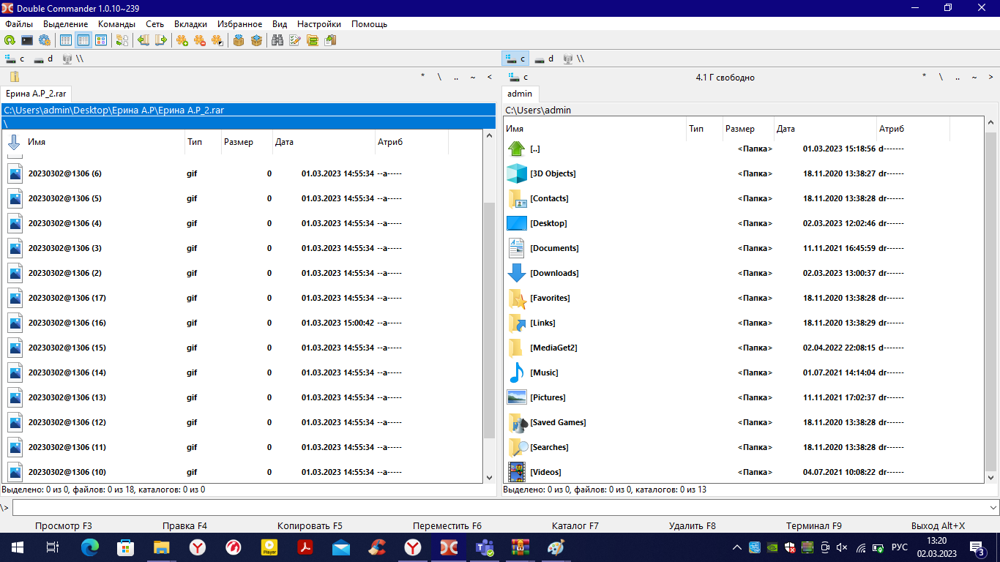 Double Commander 1.0.10~239
Файлы Выделение Команды Сеть Вкладки Избранное Вид Настройки Помощь
c d \\ c d \\
* \ .. ~ < c 4.1 Г свободно * \ .. ~ >
Ерина А.Р_2.rar admin
C:\Users\admin\Desktop\Ерина А.Р\Ерина А.Р_2.rar
\
Имя Тип Размер Дата Атриб
20230302@1306 (6) gif 0 01.03.2023 14:55:34 --a-----
20230302@1306 (5) gif 0 01.03.2023 14:55:34 --a-----
20230302@1306 (4) gif 0 01.03.2023 14:55:34 --a-----
20230302@1306 (3) gif 0 01.03.2023 14:55:34 --a-----
20230302@1306 (2) gif 0 01.03.2023 14:55:34 --a-----
20230302@1306 (17) gif 0 01.03.2023 14:55:34 --a-----
20230302@1306 (16) gif 0 01.03.2023 15:00:42 --a-----
20230302@1306 (15) gif 0 01.03.2023 14:55:34 --a-----
20230302@1306 (14) gif 0 01.03.2023 14:55:34 --a-----
20230302@1306 (13) gif 0 01.03.2023 14:55:34 --a-----
20230302@1306 (12) gif 0 01.03.2023 14:55:34 --a-----
20230302@1306 (11) gif 0 01.03.2023 14:55:34 --a-----
20230302@1306 (10) gif 0 01.03.2023 14:55:34 --a-----
Выделено: 0 из 0, файлов: 0 из 18, каталогов: 0 из 0
C:\Users\admin
Имя Тип Размер Дата Атриб
[..] <Папка> 01.03.2023 15:18:56 d-------
[3D Objects] <Папка> 18.11.2020 13:38:27 dr------
[Contacts] <Папка> 18.11.2020 13:38:28 dr------
[Desktop] <Папка> 02.03.2023 12:02:46 dr------
[Documents] <Папка> 11.11.2021 16:45:59 dr------
[Downloads] <Папка> 02.03.2023 13:00:37 dr------
[Favorites] <Папка> 18.11.2020 13:38:28 dr------
[Links] <Папка> 18.11.2020 13:38:29 dr------
[MediaGet2] <Папка> 02.04.2022 22:08:15 d-------
[Music] <Папка> 01.07.2021 14:14:04 dr------
[Pictures] <Папка> 11.11.2021 17:02:37 dr------
[Saved Games] <Папка> 18.11.2020 13:38:28 dr------
[Searches] <Папка> 18.11.2020 13:38:28 dr------
[Videos] <Папка> 04.07.2021 10:08:22 dr------
Выделено: 0 из 0, файлов: 0 из 0, каталогов: 0 из 13
\>
Просмотр F3 Правка F4 Копировать F5 Переместить F6 Каталог F7 Удалить F8 Терминал F9 Выход Alt+X
Player
РУС
13:20
02.03.2023
3